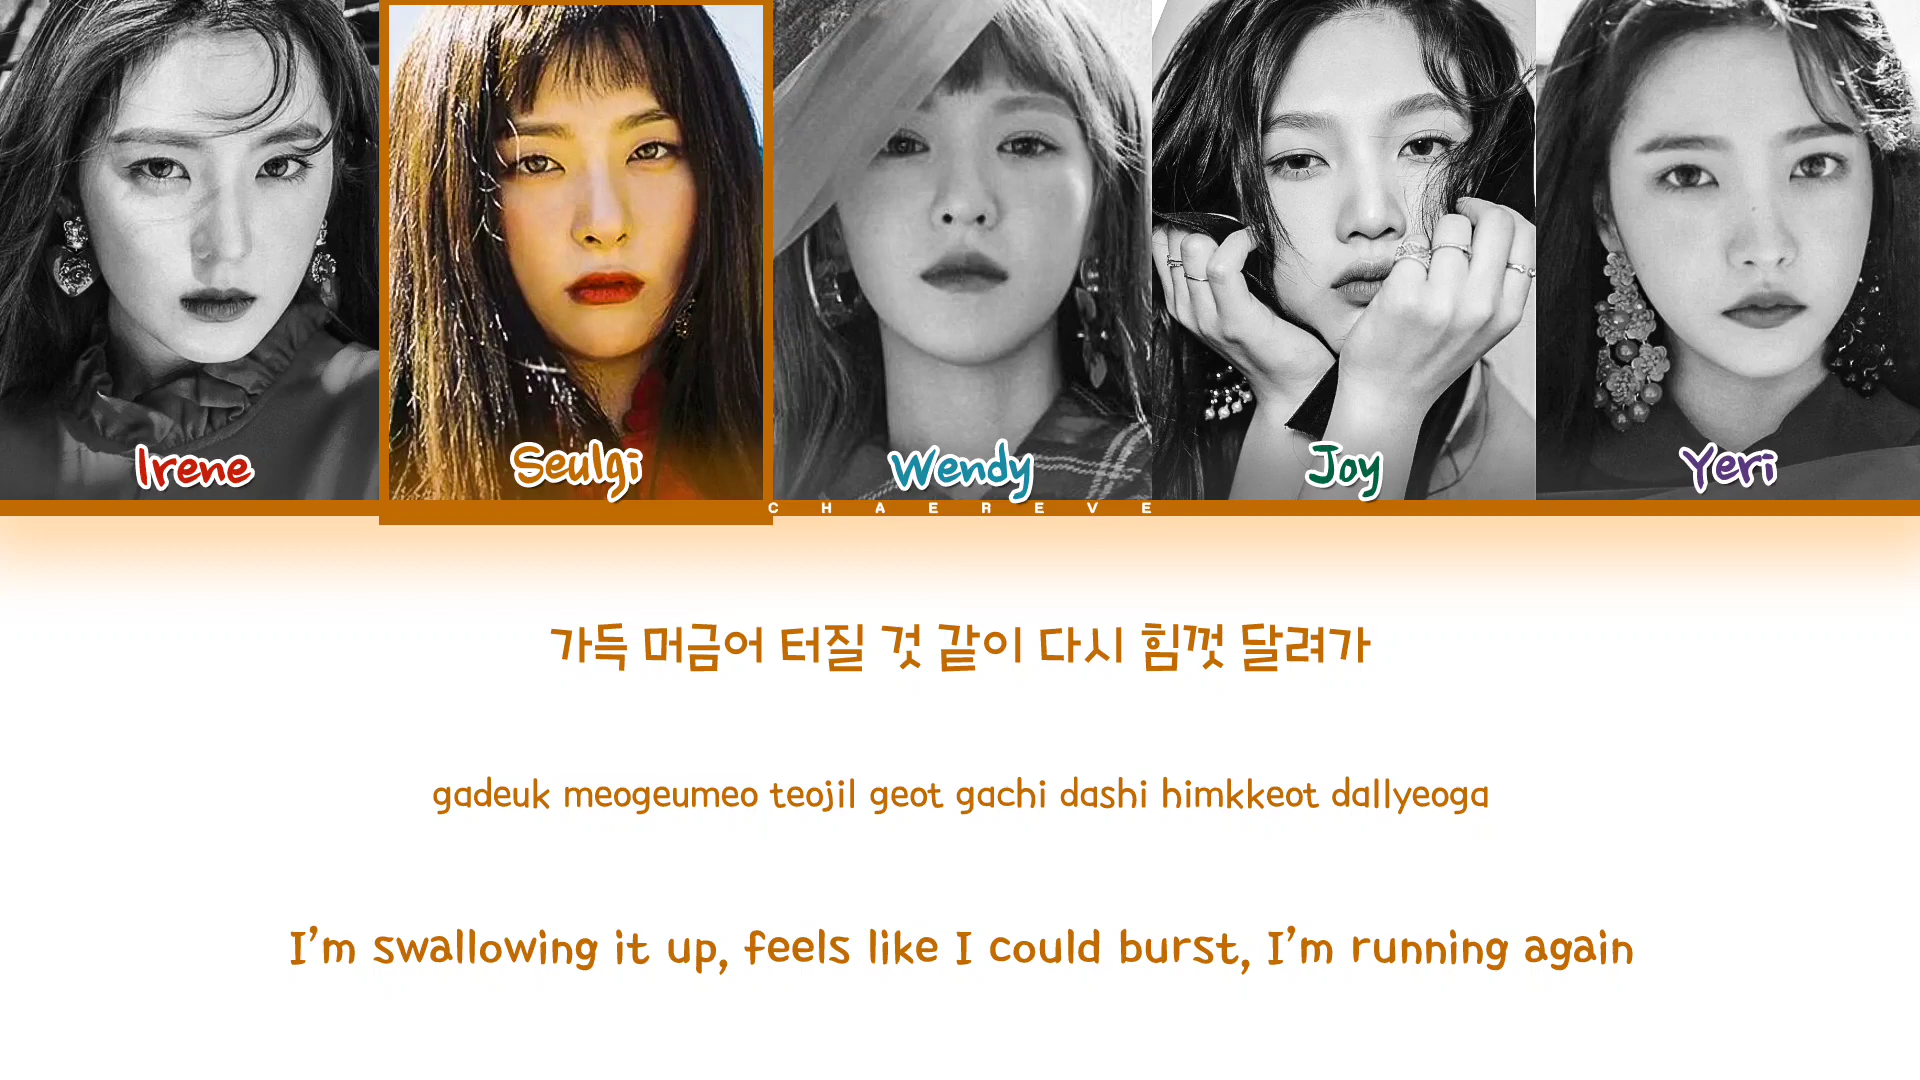 Irene
Seulgi
Wendy
Joy
Yeri
CHAEREVE
가득 머금어 터질 것 같이 다시 힘껏 달려가
gadeuk meogeumeo teojil geot gachi dashi himkkeot dallyeoga
I'm swallowing it up, feels like I could burst, I'm running again